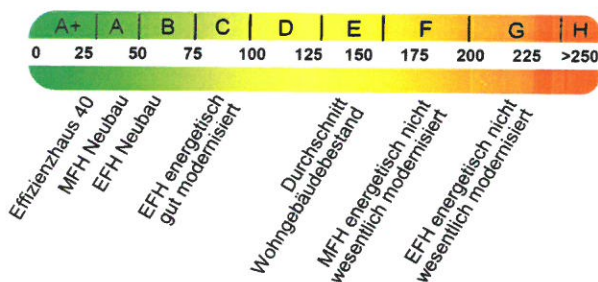 A+ A B C D E F G H
0 25 50 75 100 125 150 175 200 225 >250
Effizienzhaus 40
MFH Neubau
EFH Neubau
EFH energetisch
gut modernisiert
Durchschnitt
Wohngebäudebestand
MFH energetisch nicht
wesentlich modernisiert
EFH energetisch nicht
wesentlich modernisiert